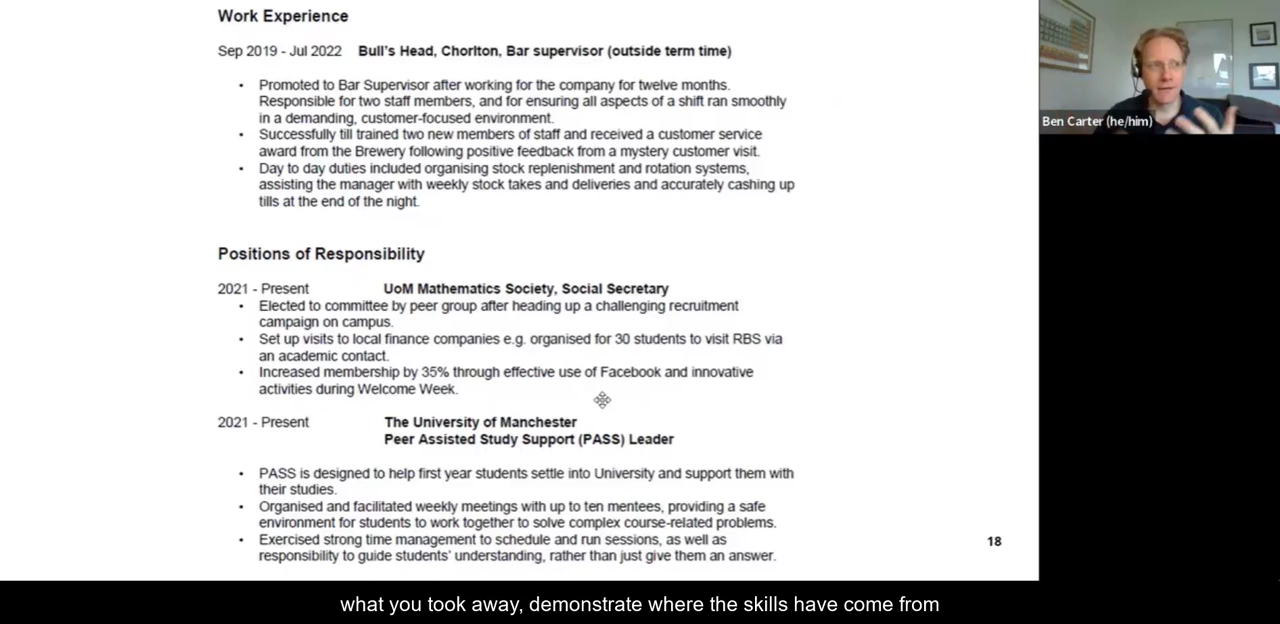 Work Experience
Sep 2019 - Jul 2022 Bull's Head, Chorlton, Bar supervisor (outside term time)
• Promoted to Bar Supervisor after working for the company for twelve months.
Responsible for two staff members, and for ensuring all aspects of a shift ran smoothly
in a demanding, customer-focused environment.
• Successfully till trained two new members of staff and received a customer service
award from the Brewery following positive feedback from a mystery customer visit.
• Day to day duties included organising stock replenishment and rotation systems,
assisting the manager with weekly stock takes and deliveries and accurately cashing up
tills at the end of the night.
Positions of Responsibility
2021 - Present UoM Mathematics Society, Social Secretary
• Elected to committee by peer group after heading up a challenging recruitment
campaign on campus.
• Set up visits to local finance companies e.g. organised for 30 students to visit RBS via
an academic contact.
• Increased membership by 35% through effective use of Facebook and innovative
activities during Welcome Week.
2021 - Present The University of Manchester
Peer Assisted Study Support (PASS) Leader
• PASS is designed to help first year students settle into University and support them with
their studies.
• Organised and facilitated weekly meetings with up to ten mentees, providing a safe
environment for students to work together to solve complex course-related problems.
• Exercised strong time management to schedule and run sessions, as well as
responsibility to guide students' understanding, rather than just give them an answer.
18
Ben Carter (he/him)
what you took away, demonstrate where the skills have come from